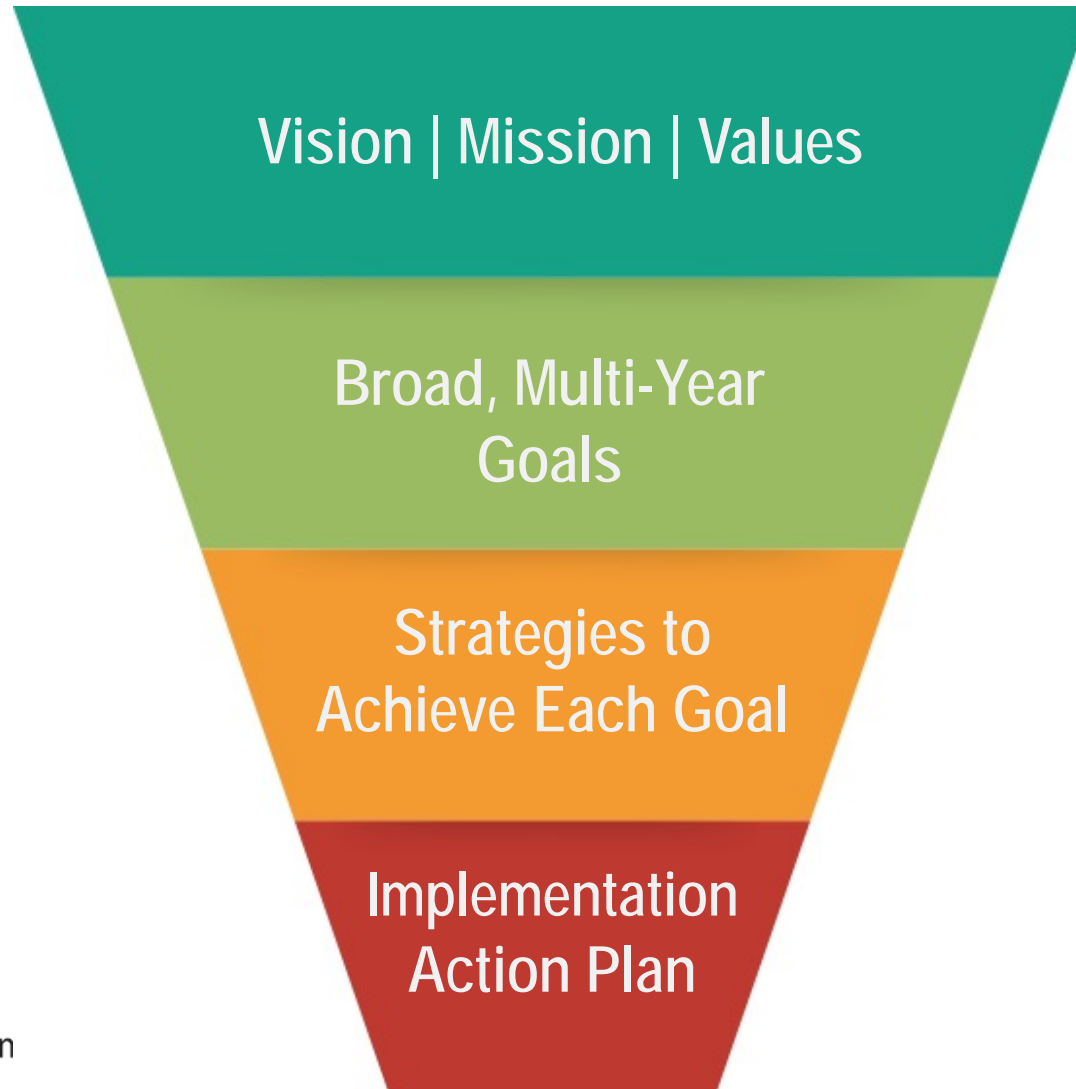 Vision | Mission | Values
Broad, Multi-Year
Goals
Strategies to
Achieve Each Goal
Implementation
Action Plan
n